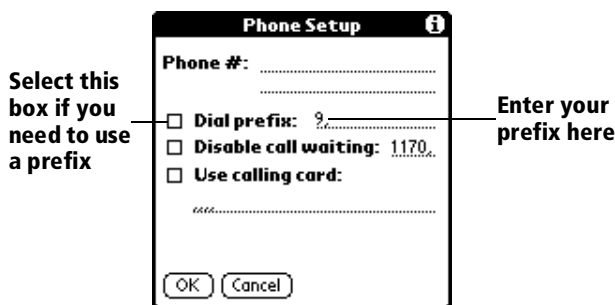 Phone Setup i
Phone #:
Select this
box if you
need to use
a prefix
Dial prefix: 9,
Enter your
prefix here
Disable call waiting: 1170,
Use calling card:
,,,,
OK Cancel